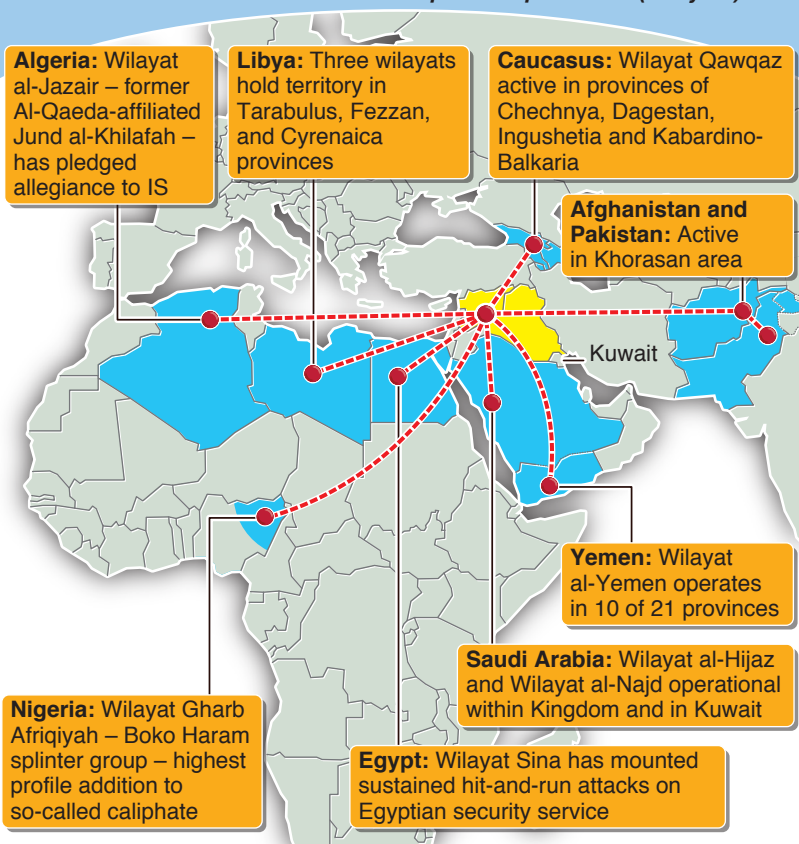 Algeria: Wilayat
al-Jazair – former
Al-Qaeda-affiliated
Jund al-Khilafah –
has pledged
allegiance to IS
Libya: Three wilayats
hold territory in
Tarabulus, Fezzan,
and Cyrenaica
provinces
Caucasus: Wilayat Qawqaz
active in provinces of
Chechnya, Dagestan,
Ingushetia and Kabardino-
Balkaria
Afghanistan and
Pakistan: Active
in Khorasan area
Kuwait
Yemen: Wilayat
al-Yemen operates
in 10 of 21 provinces
Saudi Arabia: Wilayat al-Hijaz
and Wilayat al-Najd operational
within Kingdom and in Kuwait
Nigeria: Wilayat Gharb
Afriqiyah – Boko Haram
splinter group – highest
profile addition to
so-called caliphate
Egypt: Wilayat Sina has mounted
sustained hit-and-run attacks on
Egyptian security service